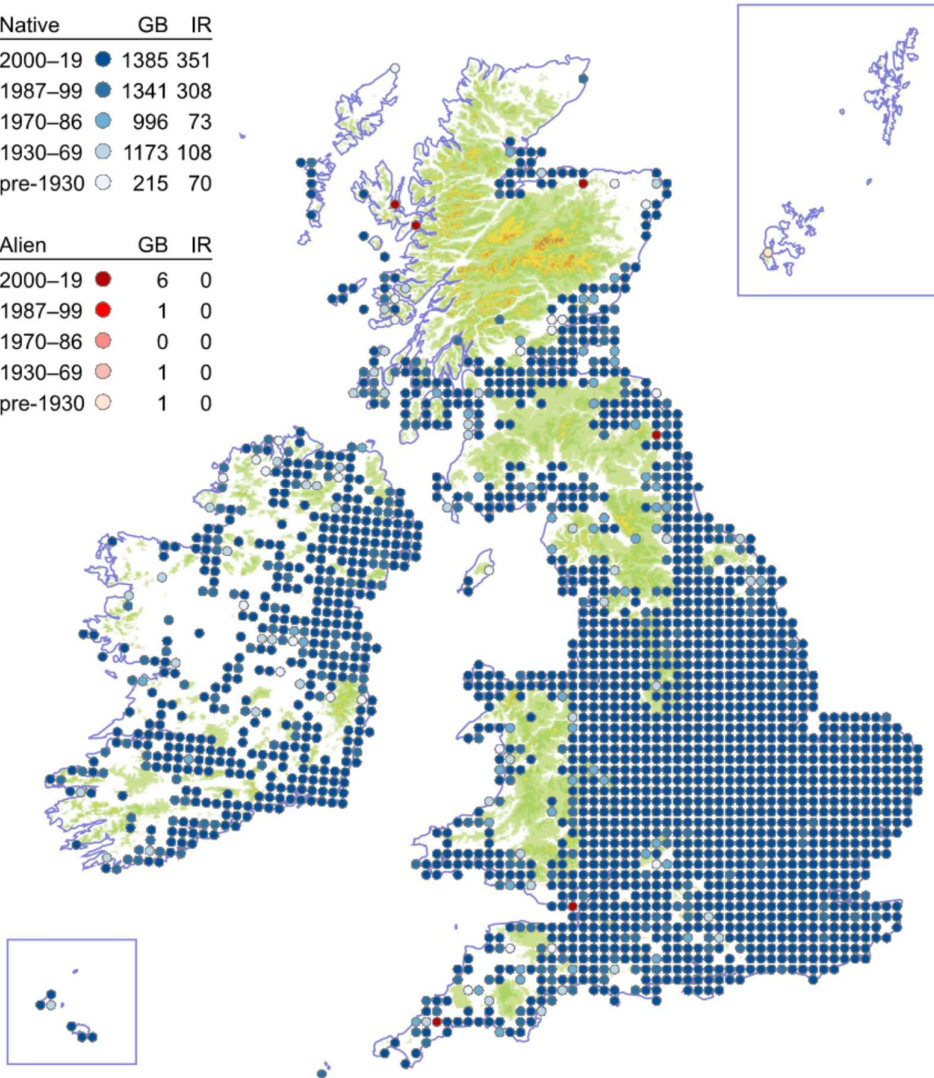 Native GB IR
2000–19 1385 351
1987–99 1341 308
1970–86 996 73
1930–69 1173 108
pre-1930 215 70
Alien GB IR
2000–19 6 0
1987–99 1 0
1970–86 0 0
1930–69 1 0
pre-1930 1 0